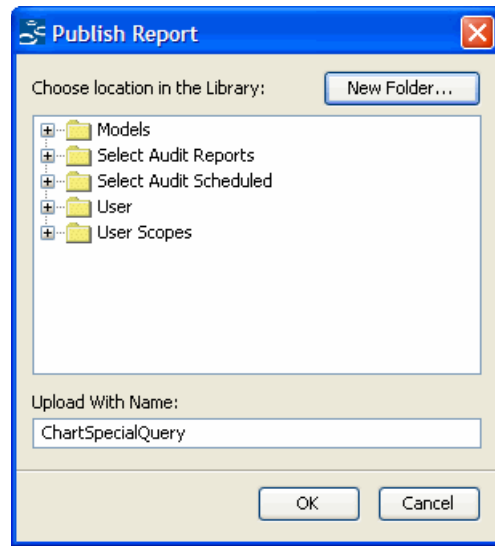 Publish Report
Choose location in the Library:
New Folder...
Models
Select Audit Reports
Select Audit Scheduled
User
User Scopes
Upload With Name:
ChartSpecialQuery
OK
Cancel